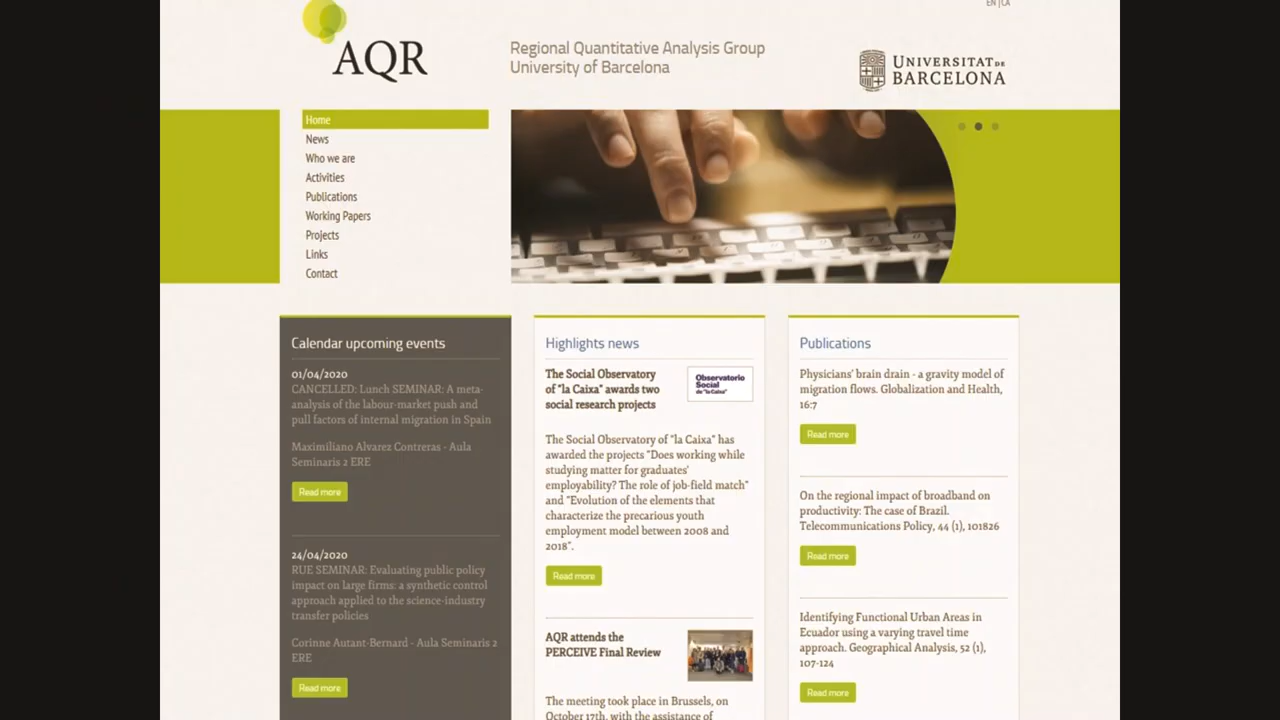 EN | CA
AQR
Regional Quantitative Analysis Group
University of Barcelona
UNIVERSITAT DE
BARCELONA
Home
News
Who we are
Activities
Publications
Working Papers
Projects
Links
Contact
Calendar upcoming events
01/04/2020
CANCELLED: Lunch SEMINAR: A meta-
analysis of the labour-market push and
pull factors of internal migration in Spain
Maximiliano Alvarez Contreras - Aula
Seminaris 2 ERE
Read more
24/04/2020
RUE SEMINAR: Evaluating public policy
impact on large firms: a synthetic control
approach applied to the science-industry
transfer policies
Corinne Autant-Bernard - Aula Seminaris 2
ERE
Read more
Highlights news
The Social Observatory
of "la Caixa" awards two
social research projects
Observatorio
Social
de "la Caixa"
The Social Observatory of "la Caixa" has
awarded the projects "Does working while
studying matter for graduates'
employability? The role of job-field match"
and "Evolution of the elements that
characterize the precarious youth
employment model between 2008 and
2018".
Read more
AQR attends the
PERCEIVE Final Review
The meeting took place in Brussels, on
October 17th, with the assistance of
Publications
Physicians' brain drain - a gravity model of
migration flows. Globalization and Health,
16:7
Read more
On the regional impact of broadband on
productivity: The case of Brazil.
Telecommunications Policy, 44 (1), 101826
Read more
Identifying Functional Urban Areas in
Ecuador using a varying travel time
approach. Geographical Analysis, 52 (1),
107-124
Read more